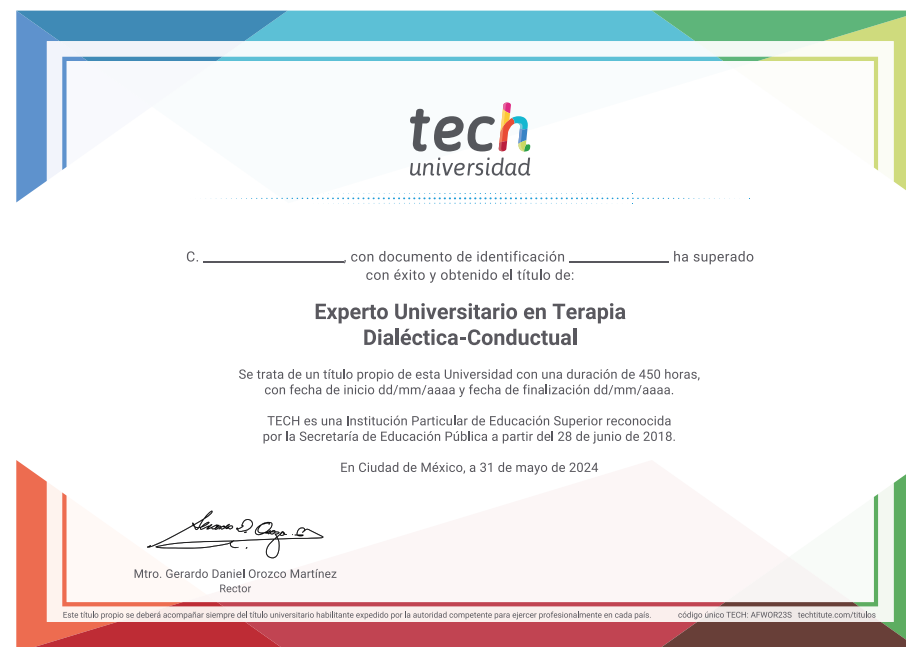 tech
universidad
C. ____________________, con documento de identificación ______________ ha superado
con éxito y obtenido el título de:
Experto Universitario en Terapia
Dialéctica-Conductual
Se trata de un título propio de esta Universidad con una duración de 450 horas,
con fecha de inicio dd/mm/aaaa y fecha de finalización dd/mm/aaaa.
TECH es una Institución Particular de Educación Superior reconocida
por la Secretaría de Educación Pública a partir del 28 de junio de 2018.
En Ciudad de México, a 31 de mayo de 2024
Mtro. Gerardo Daniel Orozco Martínez
Rector
Este título propio se deberá acompañar siempre del título universitario habilitante expedido por la autoridad competente para ejercer profesionalmente en cada país. código único TECH: AFWOR23S techtitute.com/titulos